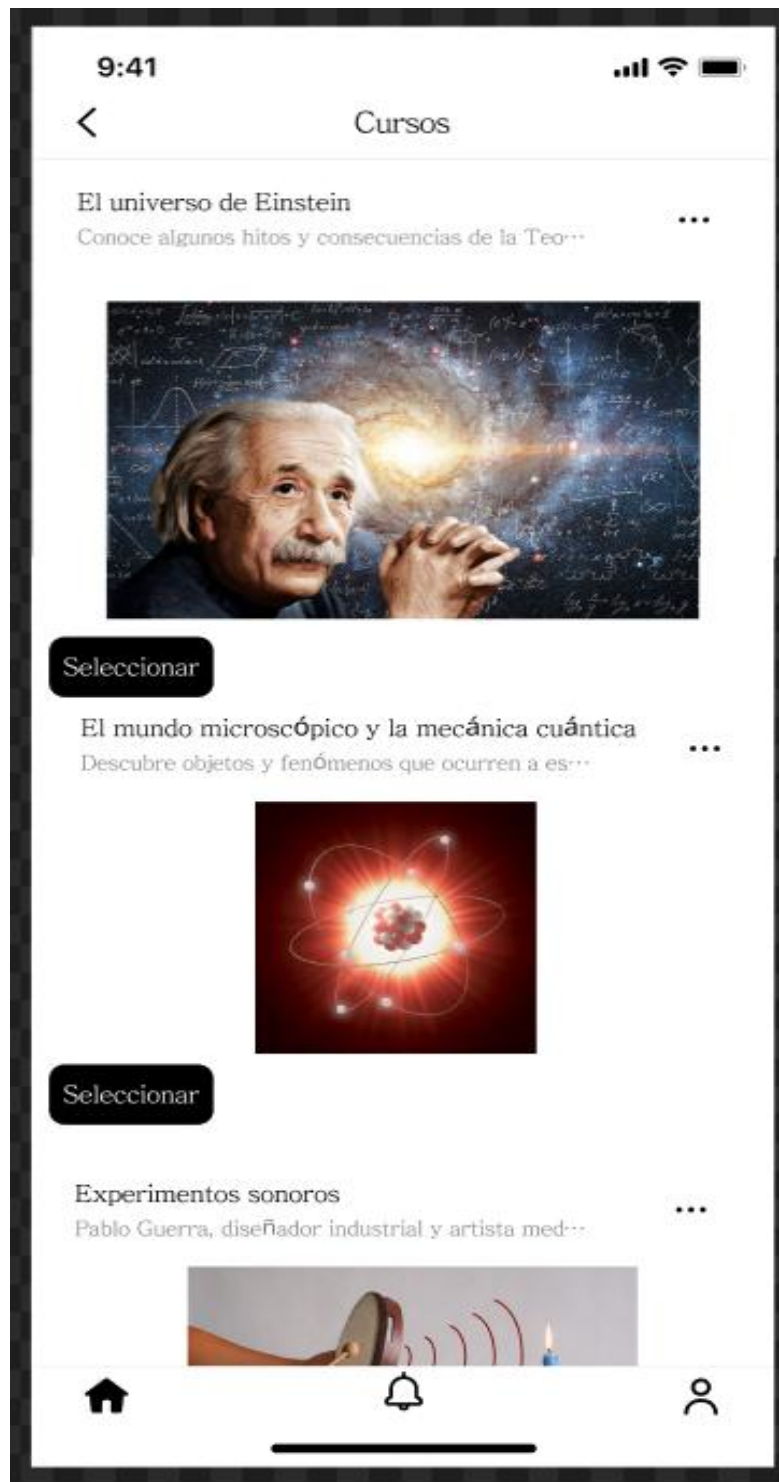 9:41
Cursos
El universo de Einstein
Conoce algunos hitos y consecuencias de la Teo···
Seleccionar
El mundo microscópico y la mecánica cuántica
Descubre objetos y fenómenos que ocurren a es···
Seleccionar
Experimentos sonoros
Pablo Guerra, diseñador industrial y artista med···